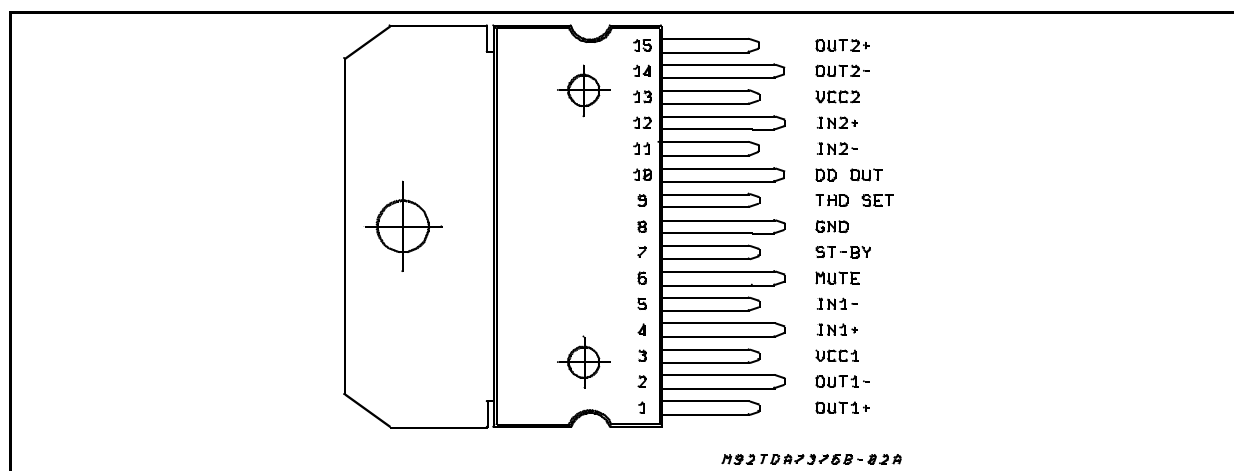 15 OUT2+
14 OUT2-
13 VCC2
12 IN2+
11 IN2-
10 DD OUT
9 THD SET
8 GND
7 ST-BY
6 MUTE
5 IN1-
4 IN1+
3 VCC1
2 OUT1-
1 OUT1+
M92TDA7376B-02A